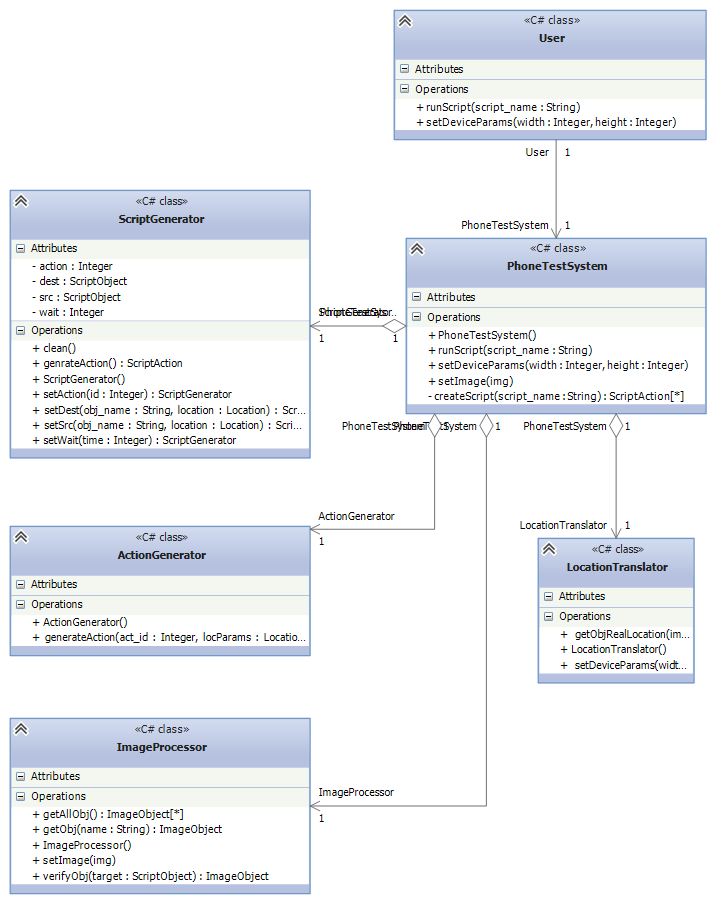 «C# class»
User
Attributes
Operations
+ runScript(script_name : String)
+ setDeviceParams(width : Integer, height : Integer)
User 1
PhoneTestSystem 1
«C# class»
PhoneTestSystem
Attributes
Operations
+ PhoneTestSystem()
+ runScript(script_name : String)
+ setDeviceParams(width : Integer, height : Integer)
+ setImage(img)
- createScript(script_name : String) : ScriptAction[*]
«C# class»
ScriptGenerator
Attributes
- action : Integer
- dest : ScriptObject
- src : ScriptObject
- wait : Integer
Operations
+ clean()
+ genrateAction() : ScriptAction
+ ScriptGenerator()
+ setAction(id : Integer) : ScriptGenerator
+ setDest(obj_name : String, location : Location) : Scr...
+ setSrc(obj_name : String, location : Location) : Scri...
+ setWait(time : Integer) : ScriptGenerator
1 1
PhoneTestSystem 1
PhoneTestSystem 1
ActionGenerator
1
LocationTranslator 1
«C# class»
ActionGenerator
Attributes
Operations
+ ActionGenerator()
+ generateAction(act_id : Integer, locParams : Locatio...
«C# class»
LocationTranslator
Attributes
Operations
+ getObjRealLocation(im...
+ LocationTranslator()
+ setDeviceParams(widt...
«C# class»
ImageProcessor
Attributes
Operations
+ getAllObj() : ImageObject[*]
+ getObj(name : String) : ImageObject
+ ImageProcessor()
+ setImage(img)
+ verifyObj(target : ScriptObject) : ImageObject
ImageProcessor
1